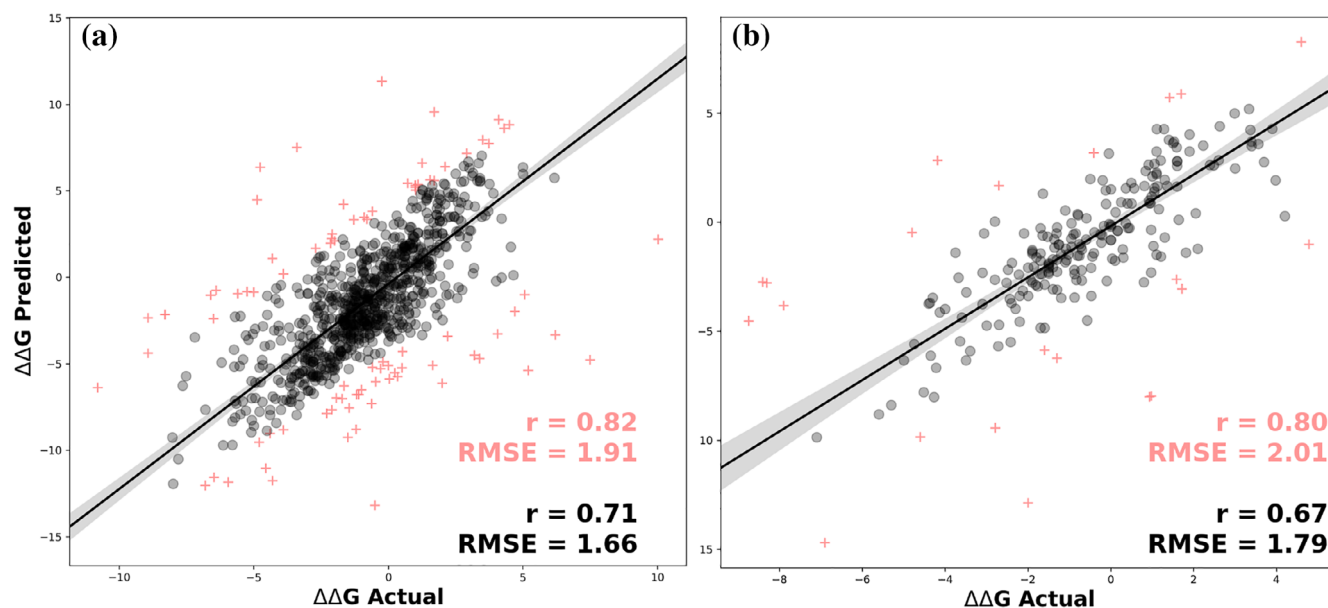 (a)
15
10
5
0
−5
−10
−15
ΔΔG Predicted
r = 0.82
RMSE = 1.91
r = 0.71
RMSE = 1.66
−10
−5
0
5
10
ΔΔG Actual
(b)
5
0
−5
10
15
r = 0.80
RMSE = 2.01
r = 0.67
RMSE = 1.79
−8
−6
−4
−2
0
2
4
ΔΔG Actual